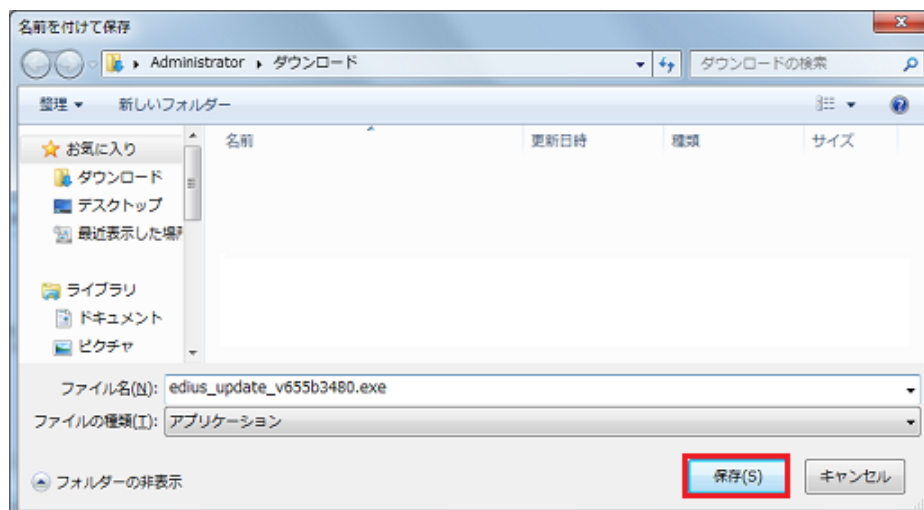 名前を付けて保存
Administrator ダウンロード
ダウンロードの検索
整理 新しいフォルダー
名前 更新日時 種類 サイズ
お気に入り
ダウンロード
デスクトップ
最近表示した場所
ライブラリ
ドキュメント
ピクチャ
ファイル名(N): edius_update_v655b3480.exe
ファイルの種類(T): アプリケーション
フォルダーの非表示
保存(S) キャンセル